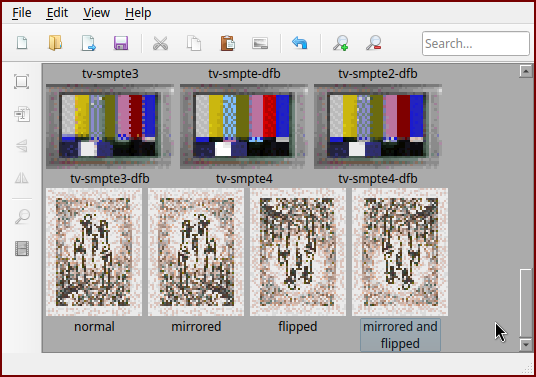 File Edit View Help
Search...
tv-smpte3 tv-smpte-dfb tv-smpte2-dfb
tv-smpte3-dfb tv-smpte4 tv-smpte4-dfb
normal mirrored flipped mirrored and
flipped